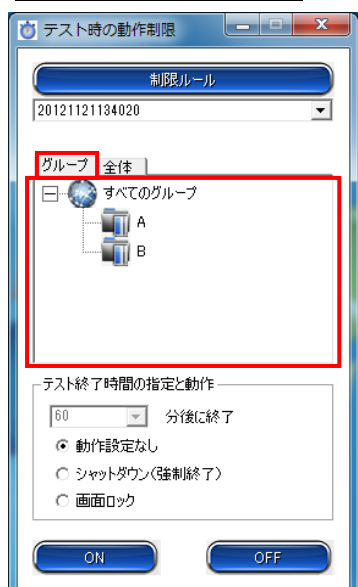 テスト時の動作制限
制限ルール
20121121134020
グループ 全体
すべてのグループ
A
B
テスト終了時間の指定と動作
60 分後に終了
動作設定なし
シャットダウン(強制終了)
画面ロック
ON OFF